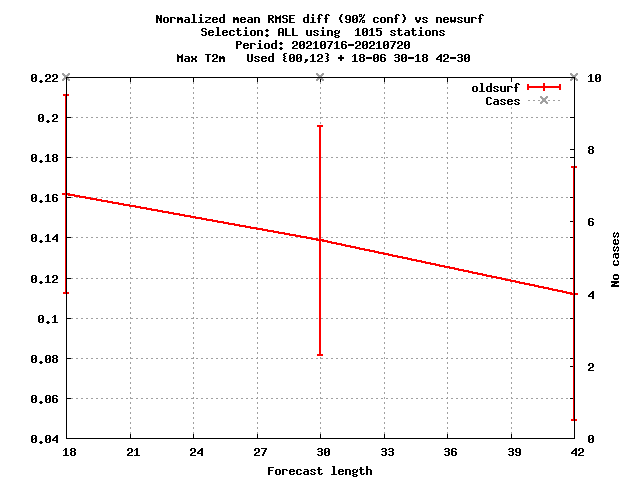 Normalized mean RMSE diff (90% conf) vs newsurf
Selection: ALL using  1015 stations
Period: 20210716-20210720
Max T2m   Used {00,12} + 18-06 30-18 42-30
oldsurf
Cases
0.22
0.2
0.18
0.16
0.14
0.12
0.1
0.08
0.06
0.04
10
8
6
4
2
0
No cases
18 21 24 27 30 33 36 39 42
Forecast length